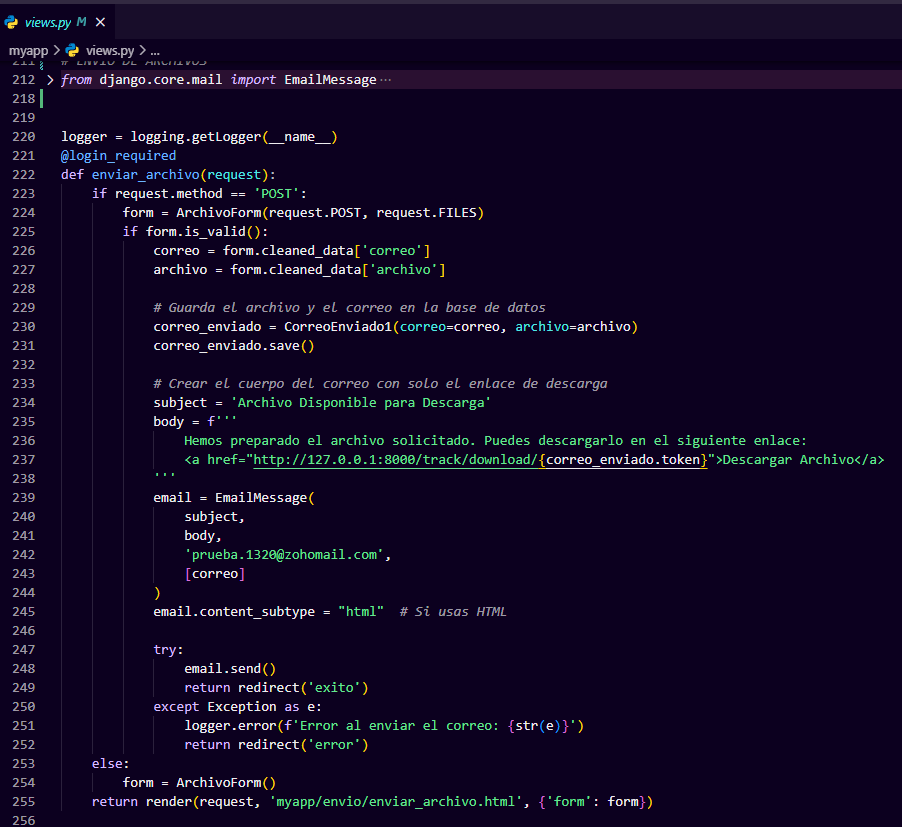 views.py M ×
myapp > views.py > ...
211 # ENVIO DE ARCHIVOS
212 > from django.core.mail import EmailMessage ···
218
219
220 logger = logging.getLogger(__name__)
221 @login_required
222 def enviar_archivo(request):
223     if request.method == 'POST':
224         form = ArchivoForm(request.POST, request.FILES)
225         if form.is_valid():
226             correo = form.cleaned_data['correo']
227             archivo = form.cleaned_data['archivo']
228
229             # Guarda el archivo y el correo en la base de datos
230             correo_enviado = CorreoEnviado1(correo=correo, archivo=archivo)
231             correo_enviado.save()
232
233             # Crear el cuerpo del correo con solo el enlace de descarga
234             subject = 'Archivo Disponible para Descarga'
235             body = f'''
236                 Hemos preparado el archivo solicitado. Puedes descargarlo en el siguiente enlace:
237                 <a href="http://127.0.0.1:8000/track/download/{correo_enviado.token}">Descargar Archivo</a>
238             '''
239             email = EmailMessage(
240                 subject,
241                 body,
242                 'prueba.1320@zohomail.com',
243                 [correo]
244             )
245             email.content_subtype = "html"  # Si usas HTML
246
247             try:
248                 email.send()
249                 return redirect('exito')
250             except Exception as e:
251                 logger.error(f'Error al enviar el correo: {str(e)}')
252                 return redirect('error')
253     else:
254         form = ArchivoForm()
255     return render(request, 'myapp/envio/enviar_archivo.html', {'form': form})
256